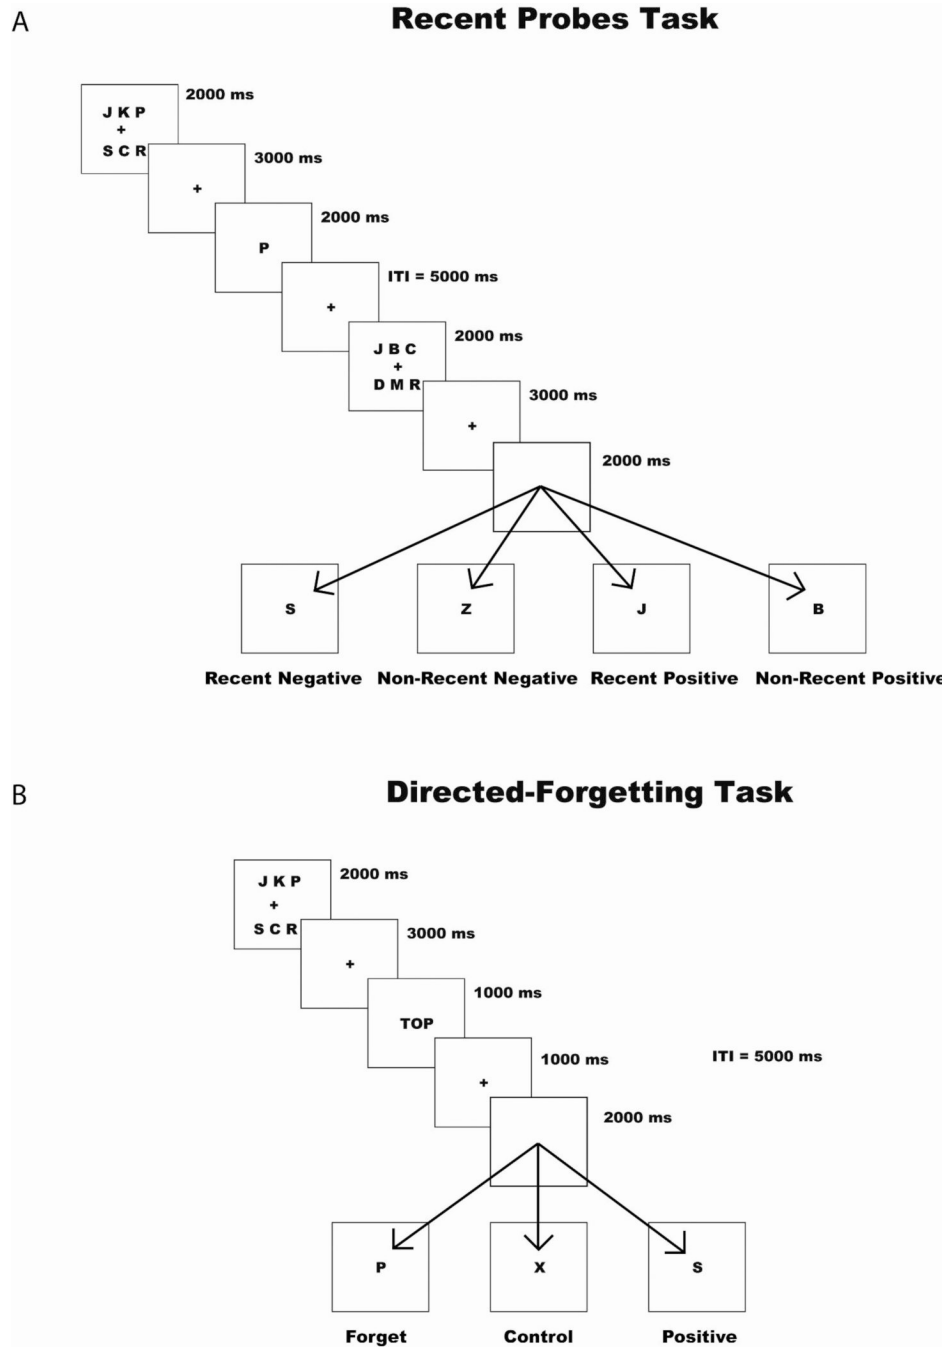 A
Recent Probes Task
J K P
+
S C R
2000 ms
+
3000 ms
P
2000 ms
+
ITI = 5000 ms
J B C
+
D M R
2000 ms
+
3000 ms
2000 ms
S
Z
J
B
Recent Negative
Non-Recent Negative
Recent Positive
Non-Recent Positive
B
Directed-Forgetting Task
J K P
+
S C R
2000 ms
+
3000 ms
TOP
1000 ms
+
1000 ms
ITI = 5000 ms
2000 ms
P
X
S
Forget
Control
Positive